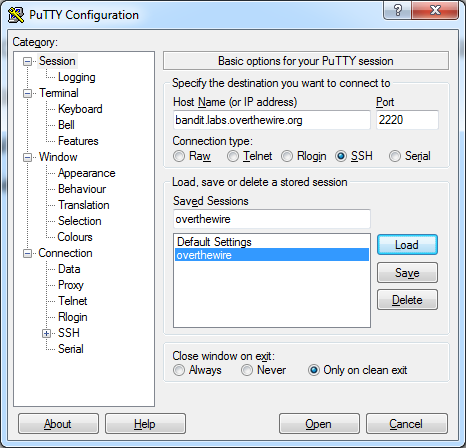 PuTTY Configuration
Category:
Session
Logging
Terminal
Keyboard
Bell
Features
Window
Appearance
Behaviour
Translation
Selection
Colours
Connection
Data
Proxy
Telnet
Rlogin
SSH
Serial
Basic options for your PuTTY session
Specify the destination you want to connect to
Host Name (or IP address) Port
bandit.labs.overthewire.org 2220
Connection type:
Raw Telnet Rlogin SSH Serial
Load, save or delete a stored session
Saved Sessions
overthewire
Default Settings
overthewire
Load
Save
Delete
Close window on exit:
Always Never Only on clean exit
About Help Open Cancel